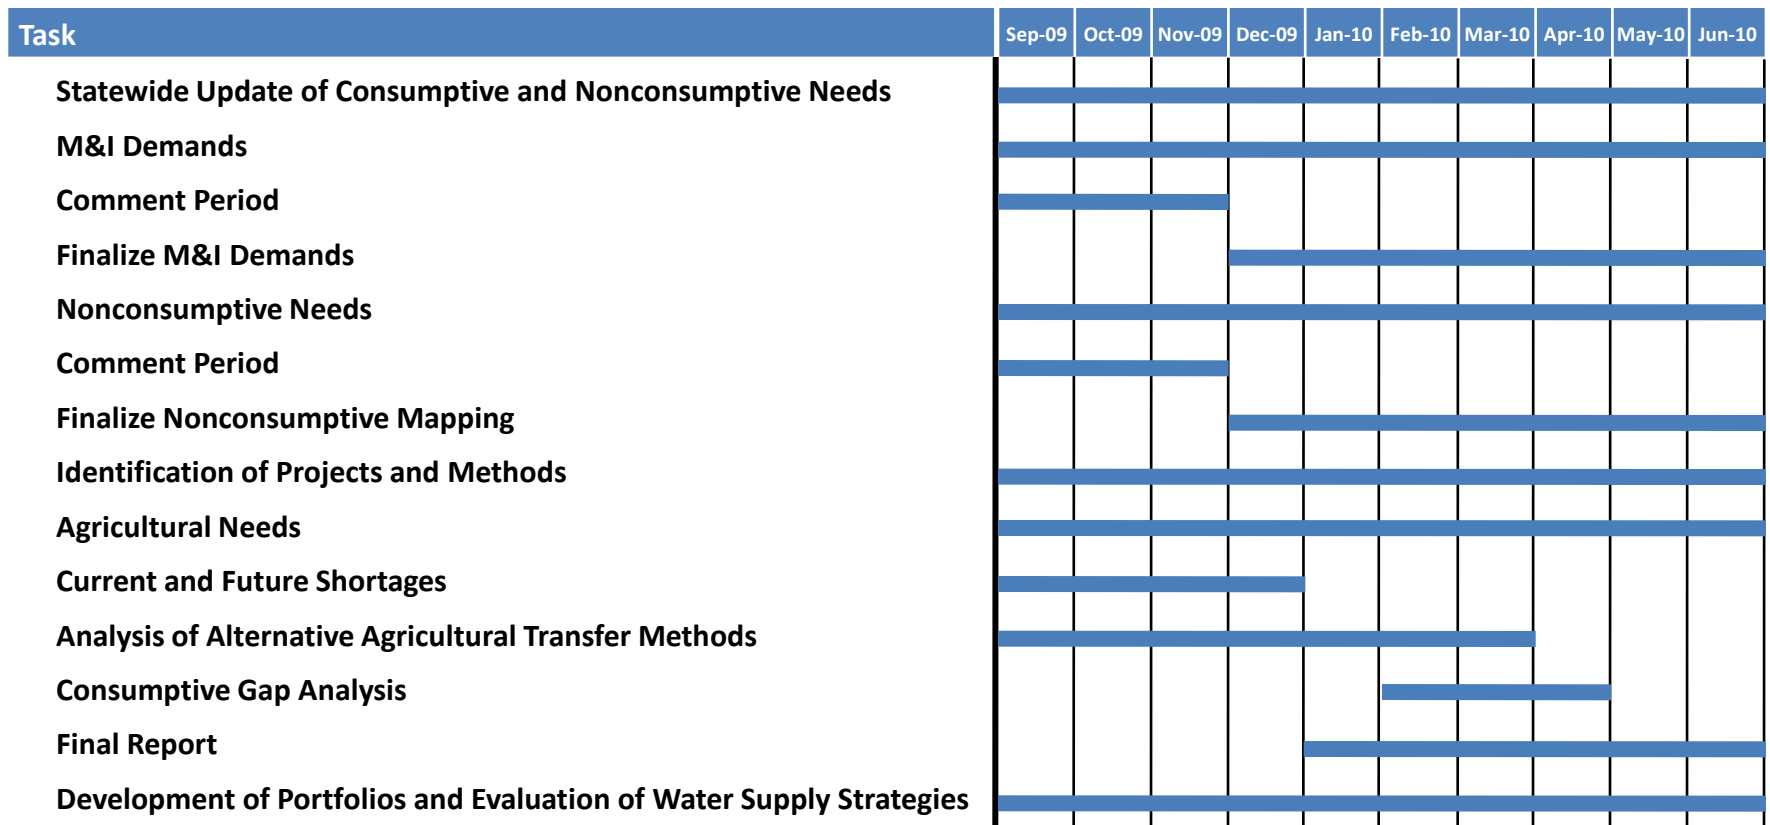 Task Sep-09 Oct-09 Nov-09 Dec-09 Jan-10 Feb-10 Mar-10 Apr-10 May-10 Jun-10
Statewide Update of Consumptive and Nonconsumptive Needs
M&I Demands
Comment Period
Finalize M&I Demands
Nonconsumptive Needs
Comment Period
Finalize Nonconsumptive Mapping
Identification of Projects and Methods
Agricultural Needs
Current and Future Shortages
Analysis of Alternative Agricultural Transfer Methods
Consumptive Gap Analysis
Final Report
Development of Portfolios and Evaluation of Water Supply Strategies